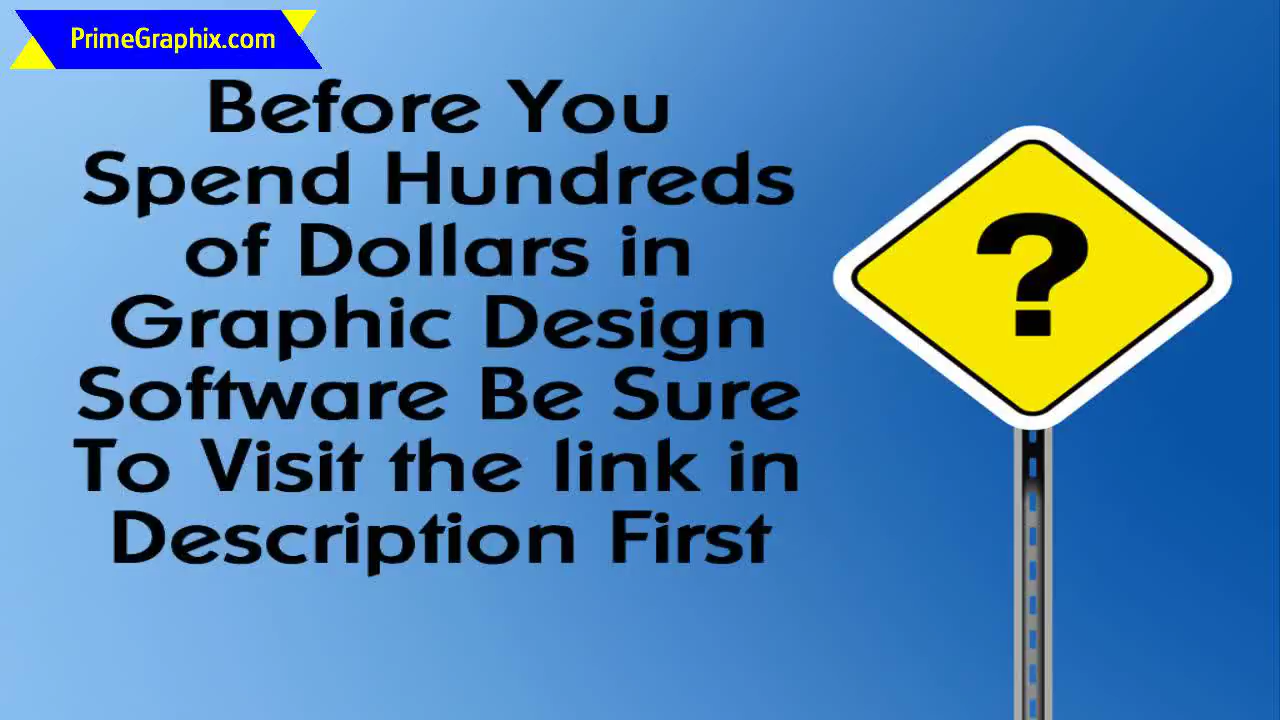 PrimeGraphix.com
Before You
Spend Hundreds
of Dollars in
Graphic Design
Software Be Sure
To Visit the link in
Description First
?